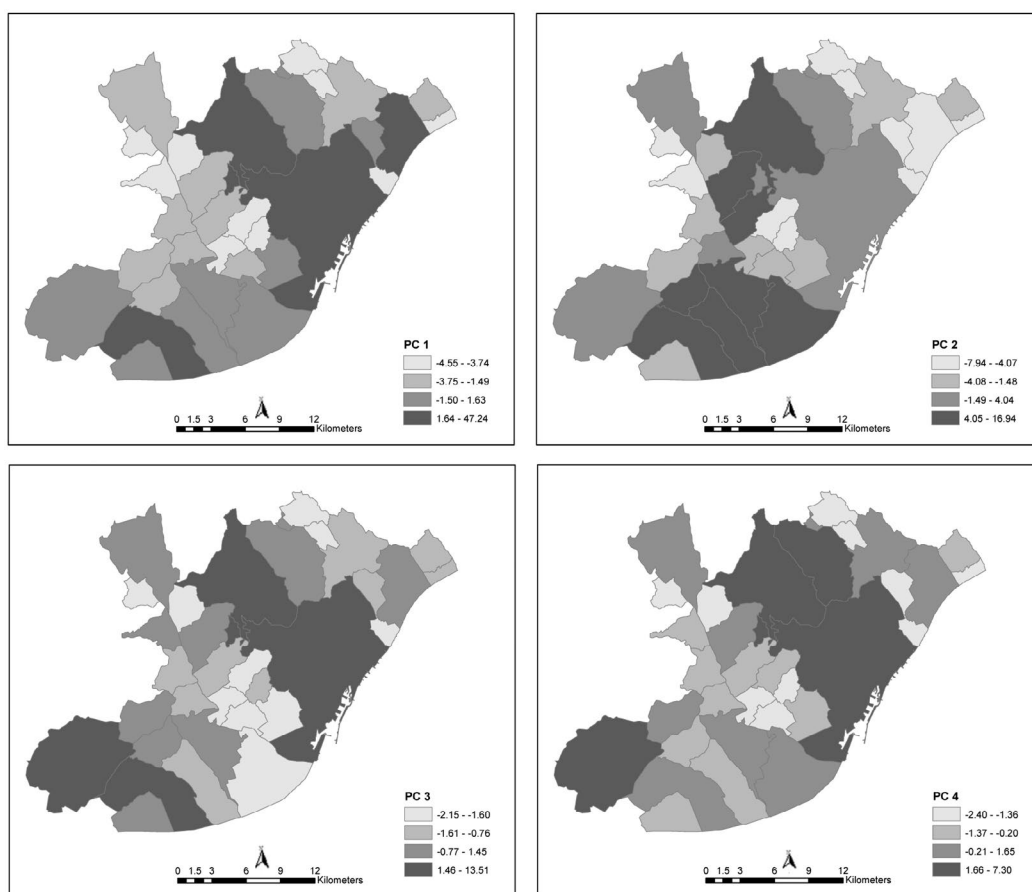 PC 1
-4.55 - -3.74
-3.75 - -1.49
-1.50 - 1.63
1.64 - 47.24
0 1.5 3 6 9 12
Kilometers
PC 2
-7.94 - -4.07
-4.08 - -1.48
-1.49 - 4.04
4.05 - 16.94
0 1.5 3 6 9 12
Kilometers
PC 3
-2.15 - -1.60
-1.61 - -0.76
-0.77 - 1.45
1.46 - 13.51
0 1.5 3 6 9 12
Kilometers
PC 4
-2.40 - -1.36
-1.37 - -0.20
-0.21 - 1.65
1.66 - 7.30
0 1.5 3 6 9 12
Kilometers